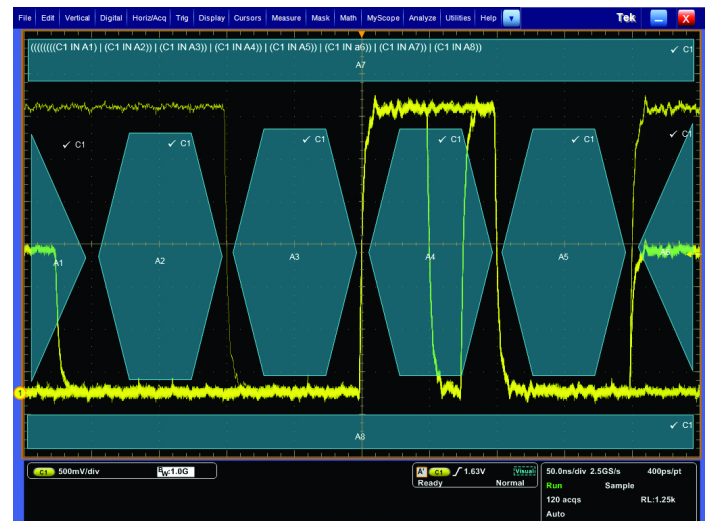 File Edit Vertical Digital Horiz/Acq Trig Display Cursors Measure Mask Math MyScope Analyze Utilities Help Tek X
((((((((C1 IN A1) | (C1 IN A2)) | (C1 IN A3)) | (C1 IN A4)) | (C1 IN A5)) | (C1 IN a6)) | (C1 IN A7)) | (C1 IN A8))
✓ C1
A7
✓ C1 ✓ C1 ✓ C1 ✓ C1 ✓ C1 ✓ C1
A1 A2 A3 A4 A5 A6
1
✓ C1
A8
C1 500mV/div BW:1.0G
A' C1 1.63V Visual
Ready Normal
50.0ns/div 2.5GS/s 400ps/pt
Run Sample
120 acqs RL:1.25k
Auto